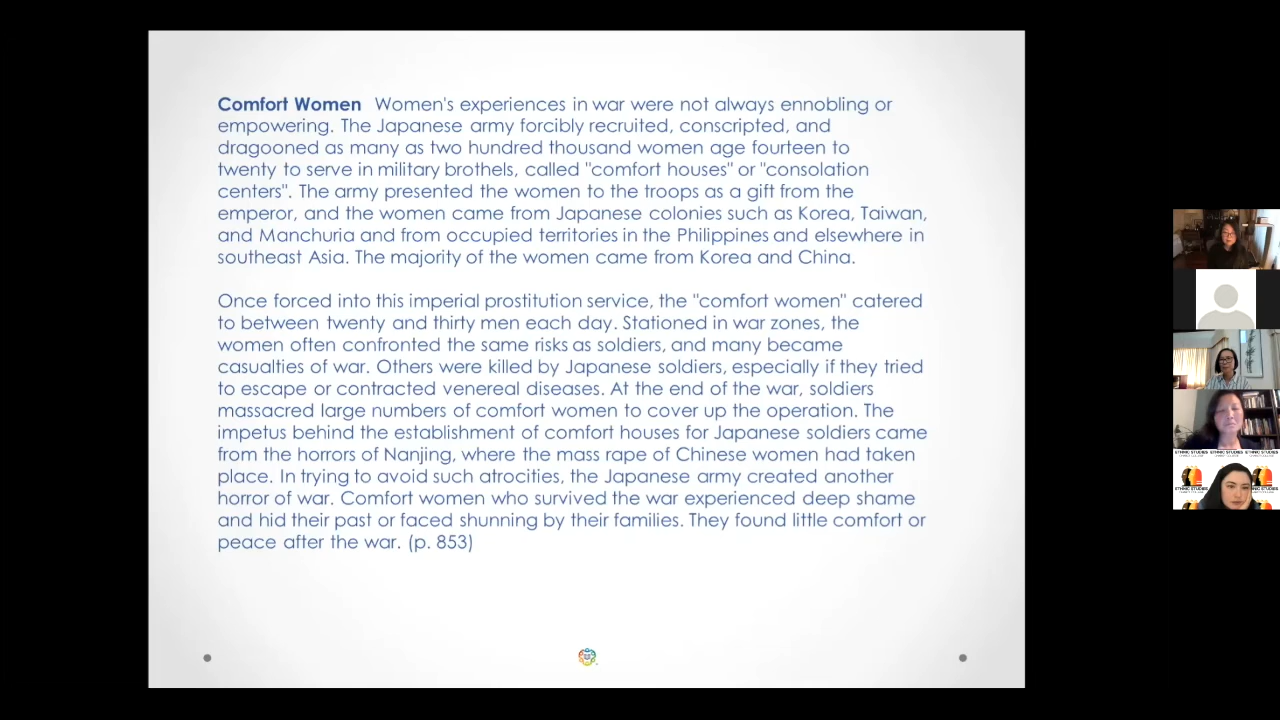 Comfort Women Women's experiences in war were not always ennobling or
empowering. The Japanese army forcibly recruited, conscripted, and
dragooned as many as two hundred thousand women age fourteen to
twenty to serve in military brothels, called "comfort houses" or "consolation
centers". The army presented the women to the troops as a gift from the
emperor, and the women came from Japanese colonies such as Korea, Taiwan,
and Manchuria and from occupied territories in the Philippines and elsewhere in
southeast Asia. The majority of the women came from Korea and China.
Once forced into this imperial prostitution service, the "comfort women" catered
to between twenty and thirty men each day. Stationed in war zones, the
women often confronted the same risks as soldiers, and many became
casualties of war. Others were killed by Japanese soldiers, especially if they tried
to escape or contracted venereal diseases. At the end of the war, soldiers
massacred large numbers of comfort women to cover up the operation. The
impetus behind the establishment of comfort houses for Japanese soldiers came
from the horrors of Nanjing, where the mass rape of Chinese women had taken
place. In trying to avoid such atrocities, the Japanese army created another
horror of war. Comfort women who survived the war experienced deep shame
and hid their past or faced shunning by their families. They found little comfort or
peace after the war. (p. 853)
ETHNIC STUDIES ETHNIC STUDIES ETHNIC STUDIES